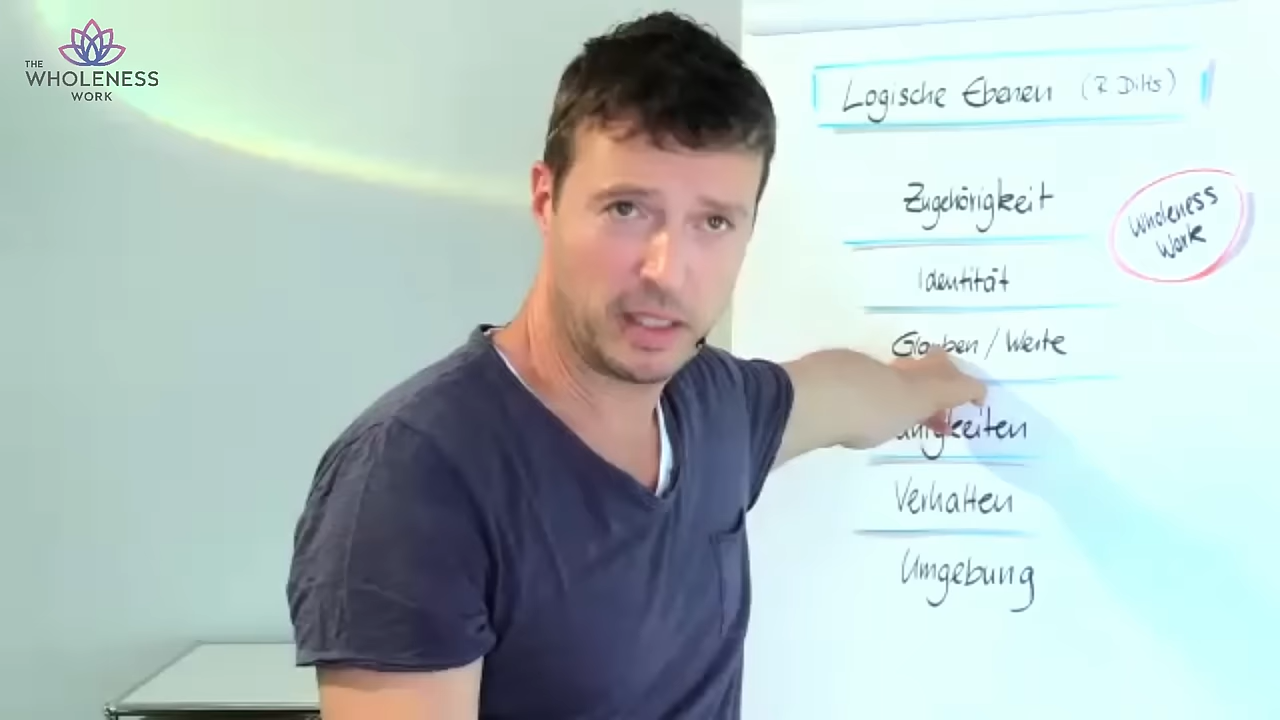 THE
WHOLENESS
WORK
Logische Ebenen (R Dilts)
Zugehörigkeit
Wholeness
Work
Identität
Glauben / Werte
Verhalten
Umgebung